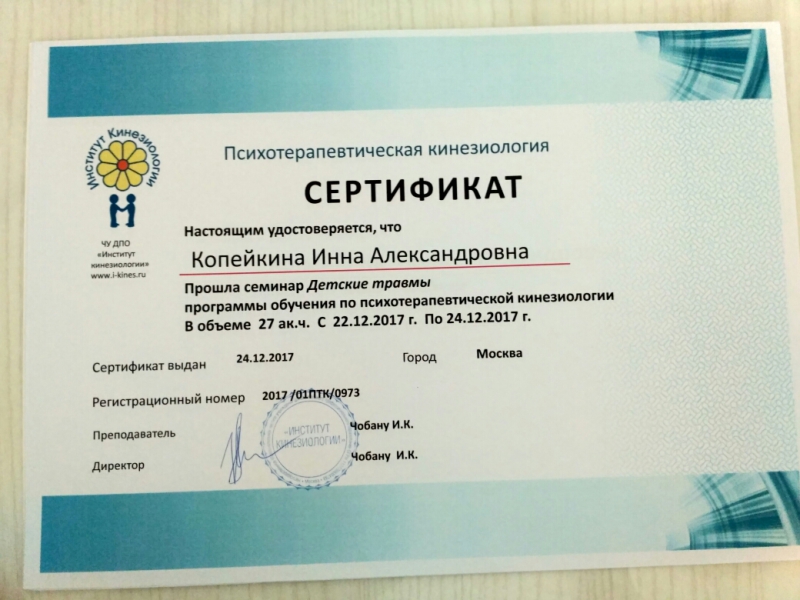 Институт Кинезиологии
ЧУ ДПО
«Институт
кинезиологии»
www.i-kines.ru
Психотерапевтическая кинезиология
СЕРТИФИКАТ
Настоящим удостоверяется, что
Копейкина Инна Александровна
Прошла семинар Детские травмы
программы обучения по психотерапевтической кинезиологии
В объеме 27 ак.ч. С 22.12.2017 г. По 24.12.2017 г.
Сертификат выдан 24.12.2017 Город Москва
Регистрационный номер 2017 /01ПТК/0973
Преподаватель Чобану И.К.
«ИНСТИТУТ
КИНЕЗИОЛОГИИ»
Директор Чобану И.К.